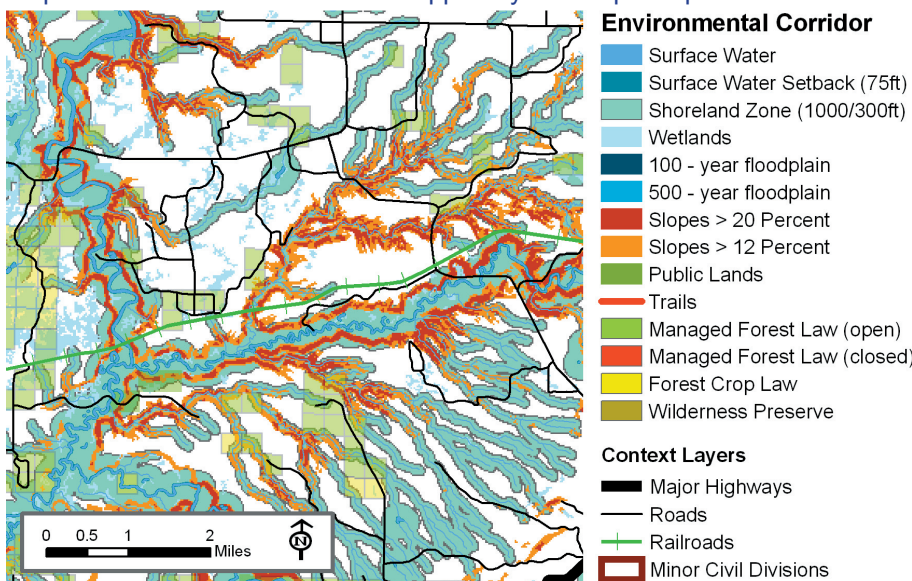 Environmental Corridor
Surface Water
Surface Water Setback (75ft)
Shoreland Zone (1000/300ft)
Wetlands
100 - year floodplain
500 - year floodplain
Slopes > 20 Percent
Slopes > 12 Percent
Public Lands
Trails
Managed Forest Law (open)
Managed Forest Law (closed)
Forest Crop Law
Wilderness Preserve
Context Layers
Major Highways
Roads
Railroads
Minor Civil Divisions
0 0.5 1 2
Miles
N